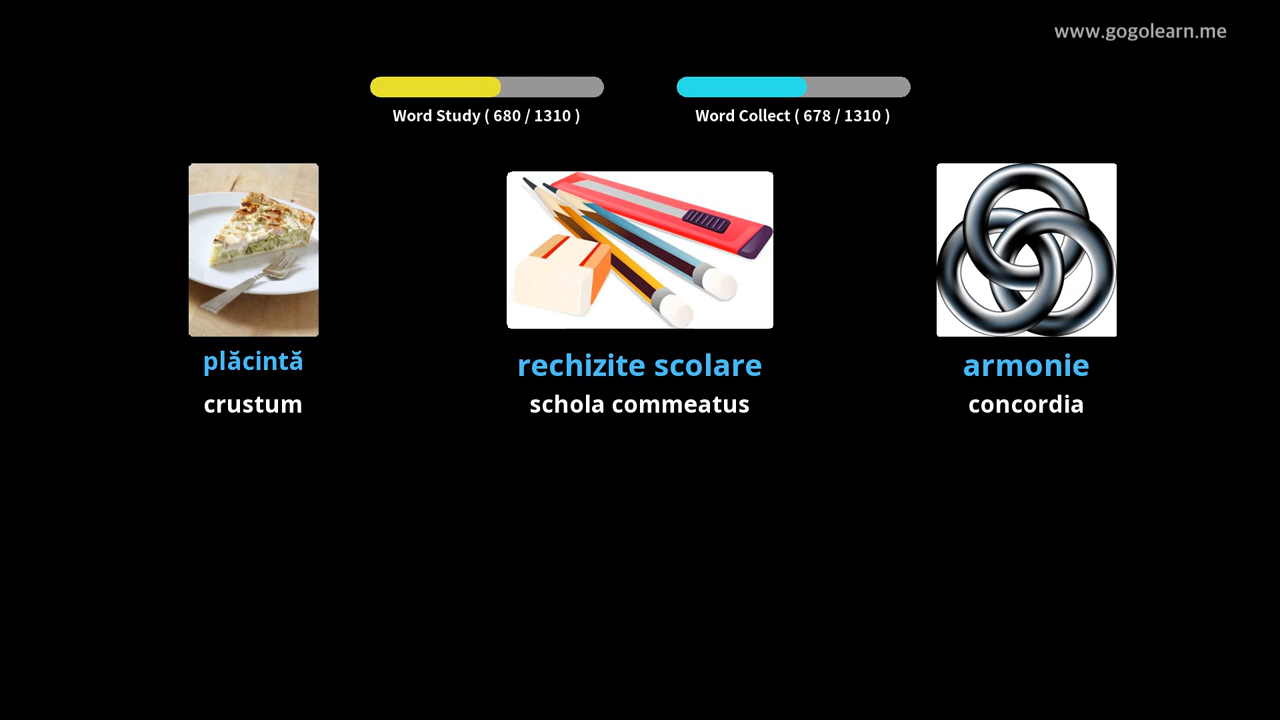 www.gogolearn.me
Word Study ( 680 / 1310 )
Word Collect ( 678 / 1310 )
plăcintă
crustum
rechizite scolare
schola commeatus
armonie
concordia